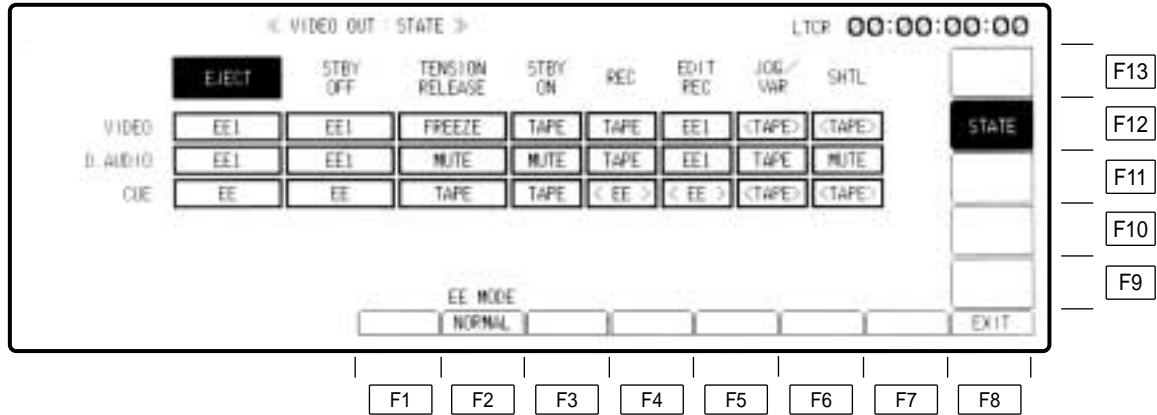 ≪ VIDEO OUT : STATE ≫ LTCR 00:00:00:00
EJECT STBY OFF TENSION RELEASE STBY ON REC EDIT REC JOG/ VAR SHTL F13
VIDEO EE1 EE1 FREEZE TAPE TAPE EE1 <TAPE> <TAPE> STATE F12
D. AUDIO EE1 EE1 MUTE MUTE TAPE EE1 TAPE MUTE F11
CUE EE EE TAPE TAPE < EE > < EE > <TAPE> <TAPE>
F10
F9
EE MODE
NORMAL EXIT
F1 F2 F3 F4 F5 F6 F7 F8